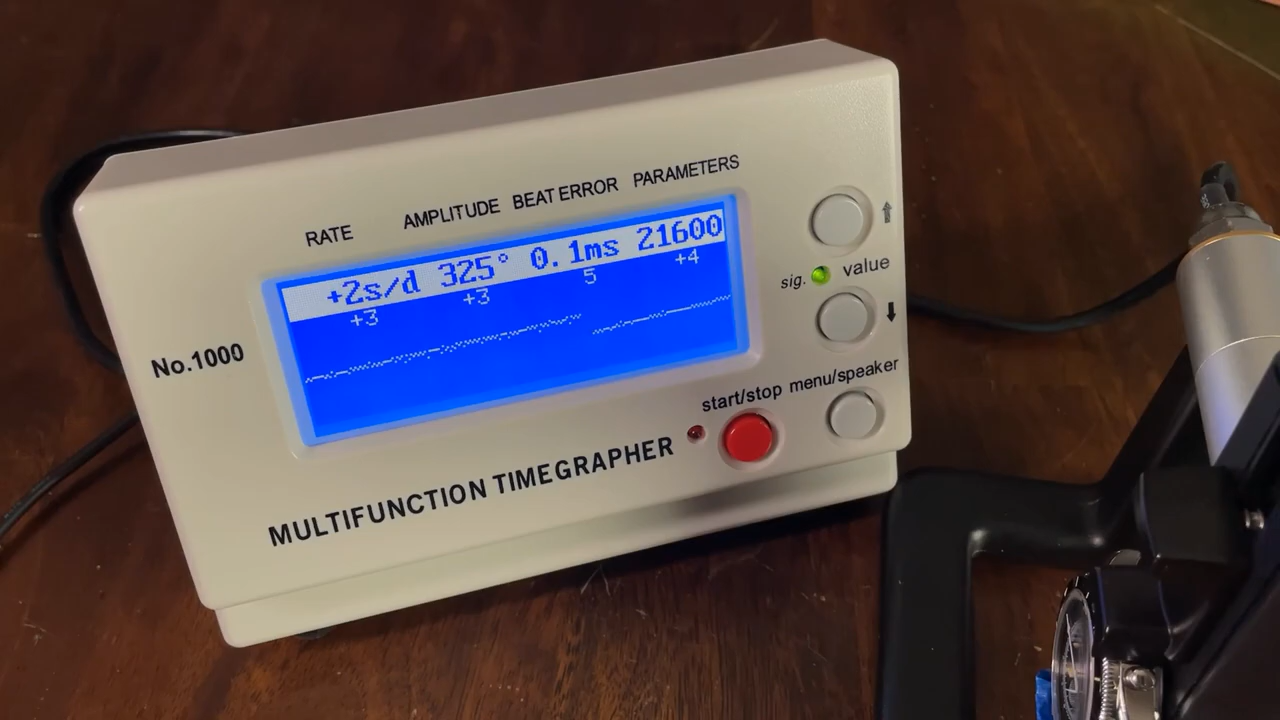 RATE AMPLITUDE BEAT ERROR PARAMETERS
+2s/d 325° 0.1ms 21600
+3 +3 5 +4
sig. value
No.1000
start/stop menu/speaker
MULTIFUNCTION TIMEGRAPHER